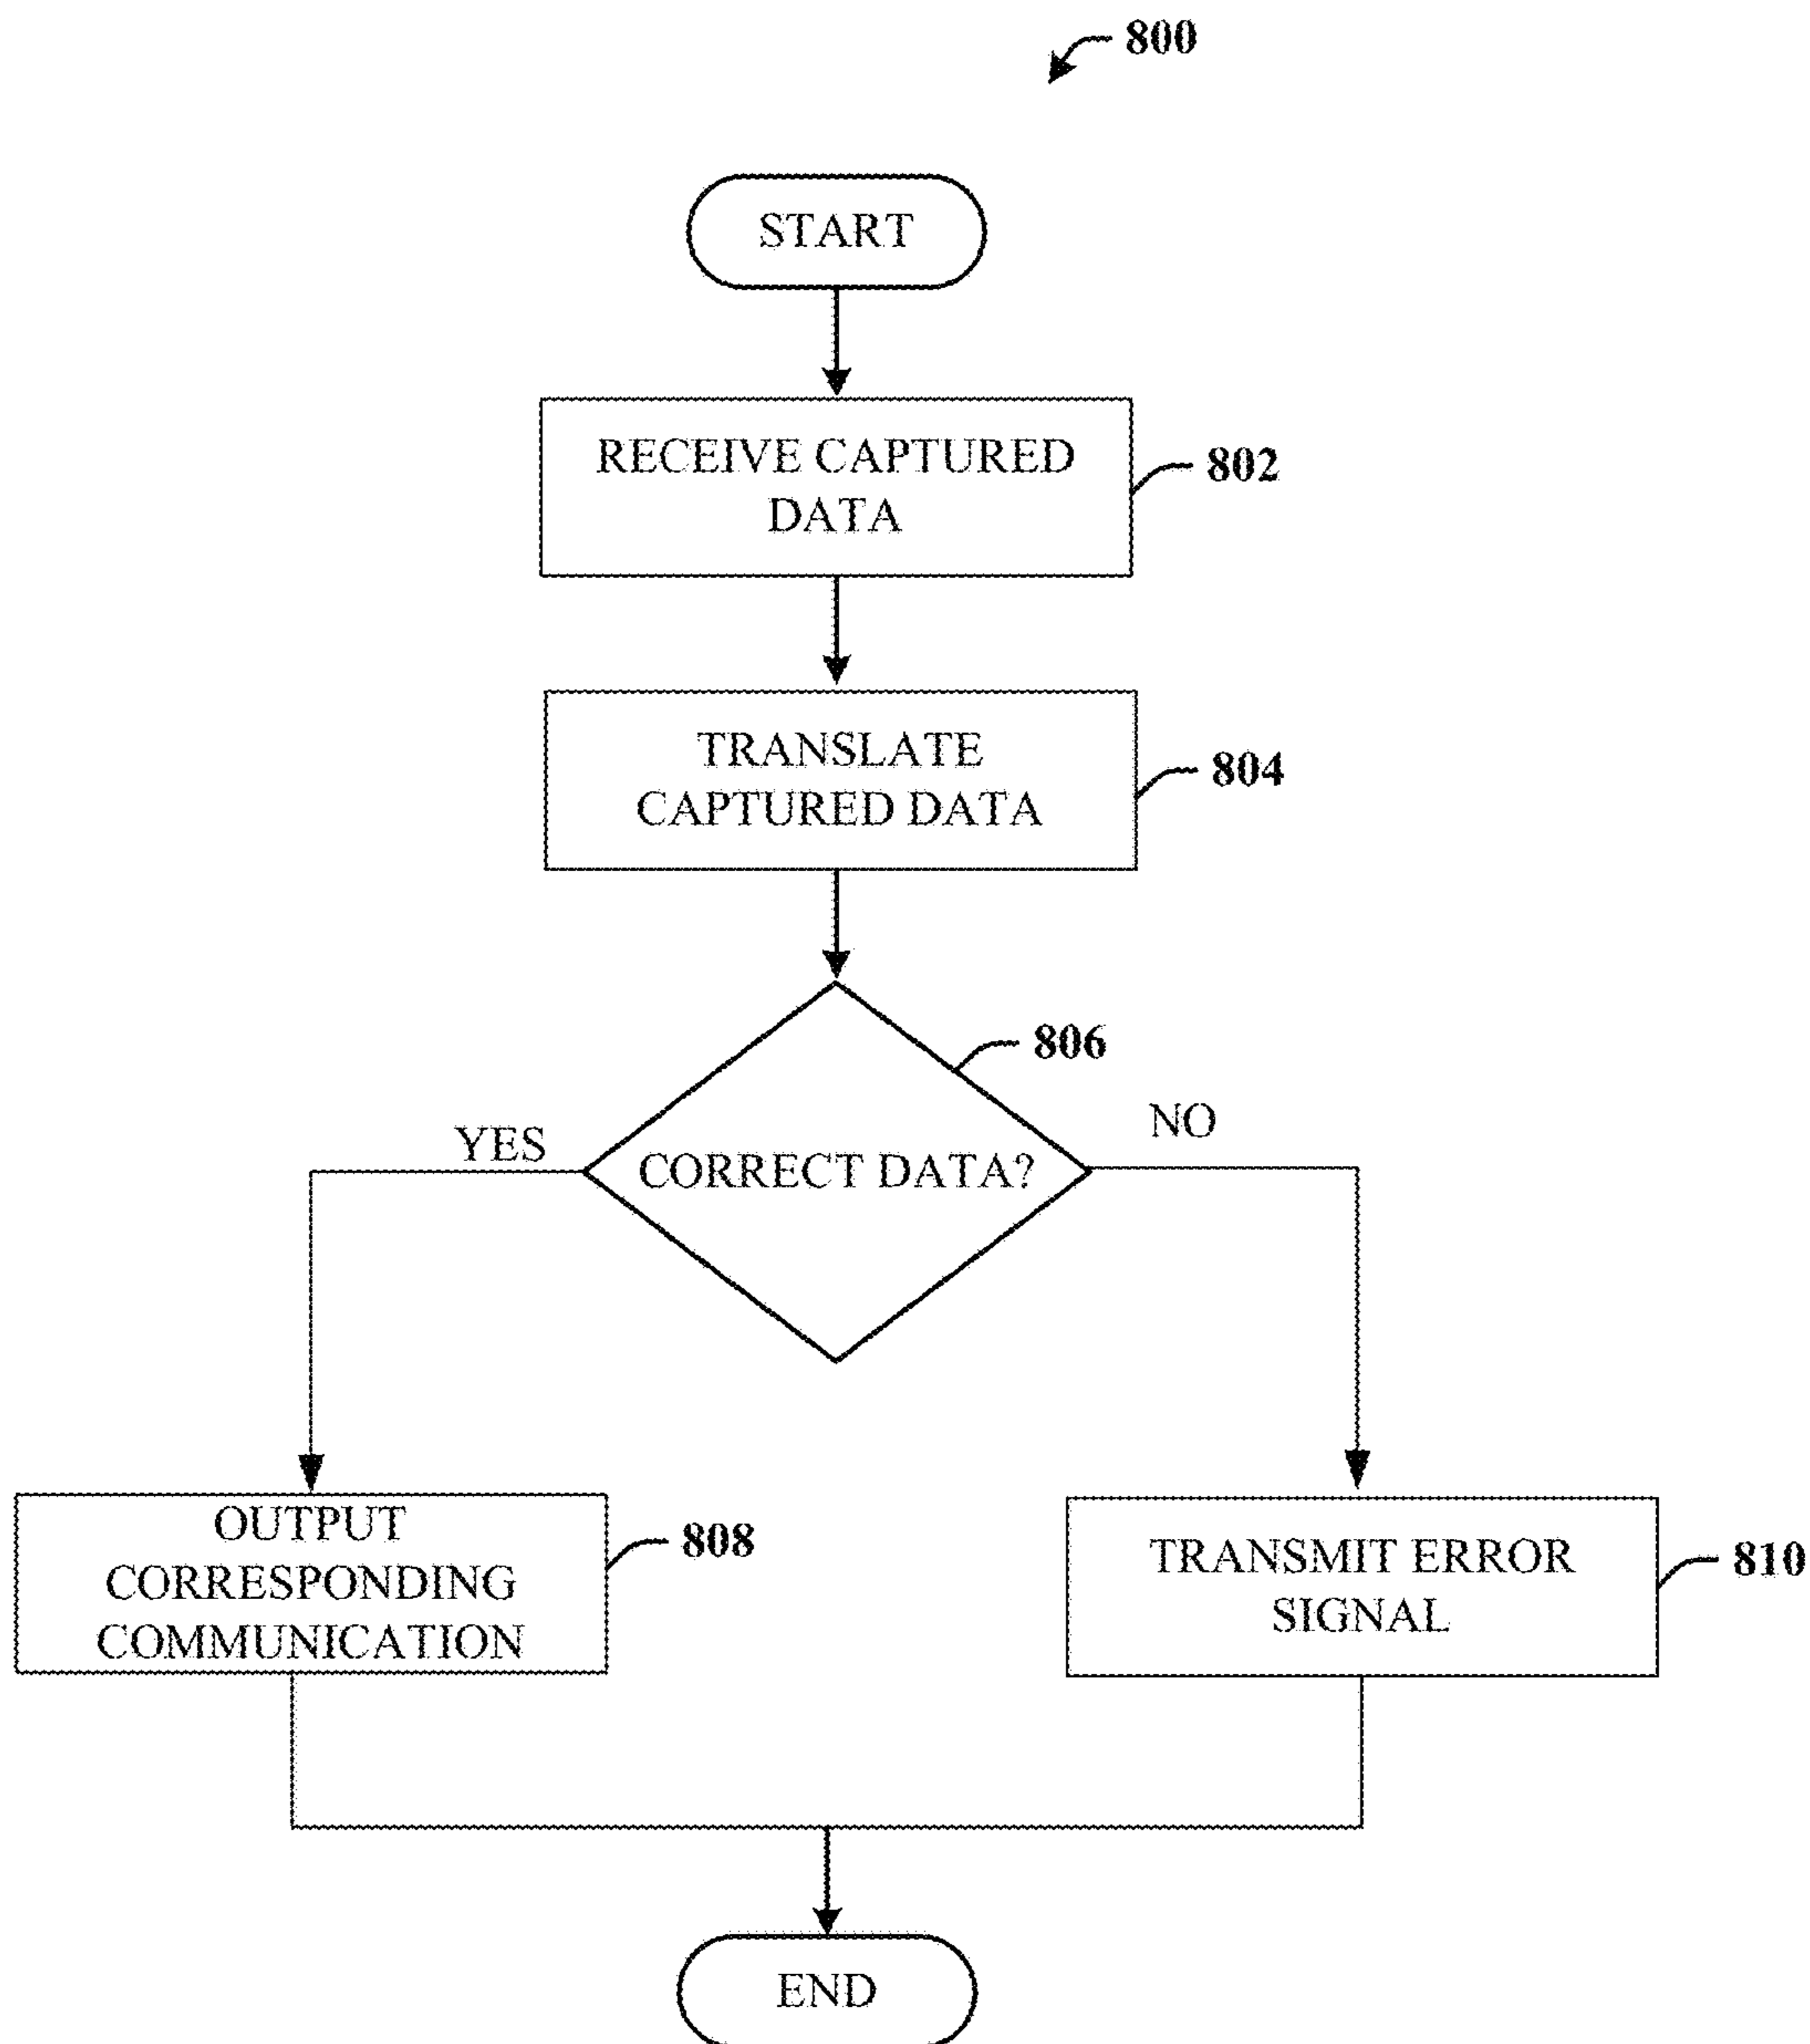 800
START
RECEIVE CAPTURED
DATA
802
TRANSLATE
CAPTURED DATA
804
806
YES
NO
CORRECT DATA?
OUTPUT
CORRESPONDING
COMMUNICATION
808
TRANSMIT ERROR
SIGNAL
810
END